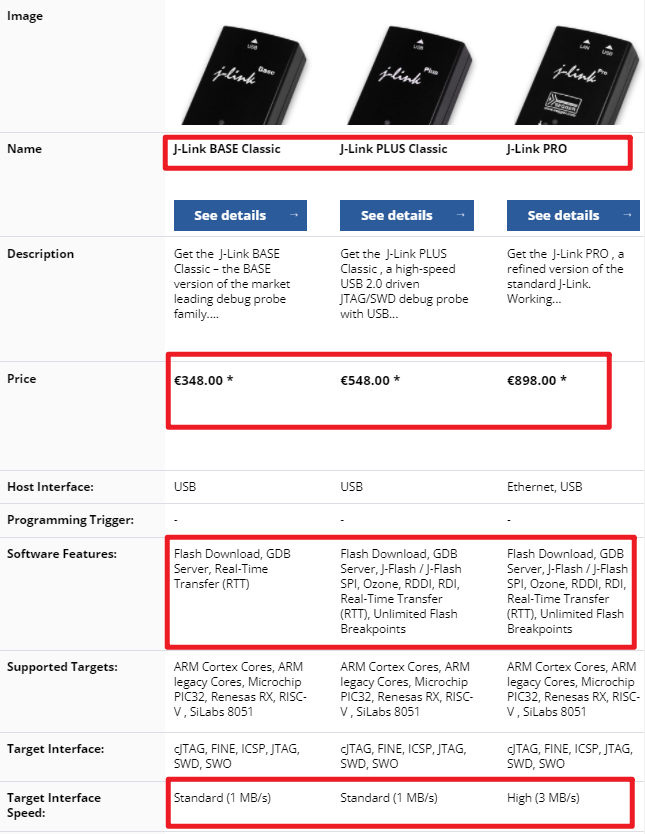 Image
USB
Base
J-Link
USB
Plus
J-Link
LAN USB
Pro
J-Link
SEGGER
Name
J-Link BASE Classic
J-Link PLUS Classic
J-Link PRO
See details →
See details →
See details →
Description
Get the J-Link BASE
Classic – the BASE
version of the market
leading debug probe
family....
Get the J-Link PLUS
Classic , a high-speed
USB 2.0 driven
JTAG/SWD debug probe
with USB...
Get the J-Link PRO , a
refined version of the
standard J-Link.
Working...
Price
€348.00 *
€548.00 *
€898.00 *
Host Interface:
USB
USB
Ethernet, USB
Programming Trigger:
-
-
-
Software Features:
Flash Download, GDB
Server, Real-Time
Transfer (RTT)
Flash Download, GDB
Server, J-Flash / J-Flash
SPI, Ozone, RDDI, RDI,
Real-Time Transfer
(RTT), Unlimited Flash
Breakpoints
Flash Download, GDB
Server, J-Flash / J-Flash
SPI, Ozone, RDDI, RDI,
Real-Time Transfer
(RTT), Unlimited Flash
Breakpoints
Supported Targets:
ARM Cortex Cores, ARM
legacy Cores, Microchip
PIC32, Renesas RX, RISC-
V , SiLabs 8051
ARM Cortex Cores, ARM
legacy Cores, Microchip
PIC32, Renesas RX, RISC-
V , SiLabs 8051
ARM Cortex Cores, ARM
legacy Cores, Microchip
PIC32, Renesas RX, RISC-
V , SiLabs 8051
Target Interface:
cJTAG, FINE, ICSP, JTAG,
SWD, SWO
cJTAG, FINE, ICSP, JTAG,
SWD, SWO
cJTAG, FINE, ICSP, JTAG,
SWD, SWO
Target Interface
Speed:
Standard (1 MB/s)
Standard (1 MB/s)
High (3 MB/s)